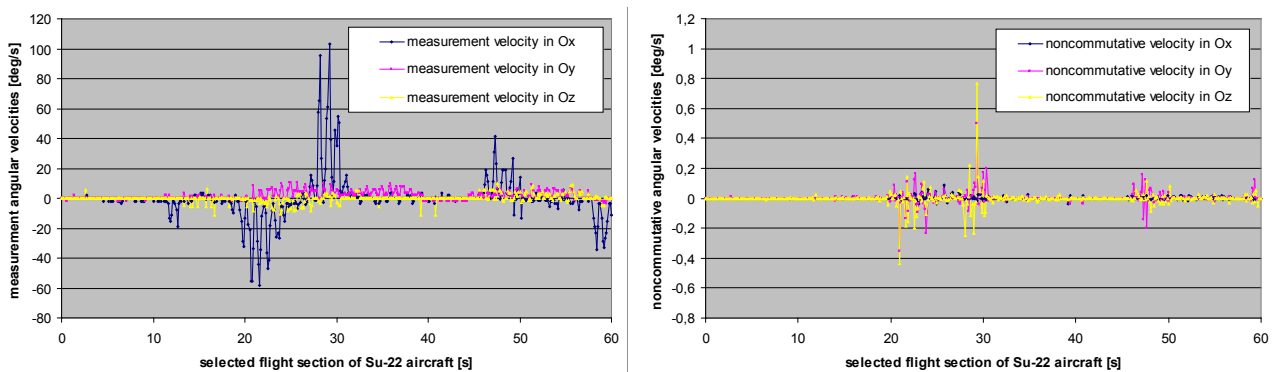 measurement angular velocities [deg/s]
120
100
80
60
40
20
0
-20
-40
-60
-80
measurement velocity in Ox
measurement velocity in Oy
measurement velocity in Oz
0 10 20 30 40 50 60
selected flight section of Su-22 aircraft [s]
noncommutative angular velocities [deg/s]
1,2
1
0,8
0,6
0,4
0,2
0
-0,2
-0,4
-0,6
-0,8
noncommutative velocity in Ox
noncommutative velocity in Oy
noncommutative velocity in Oz
0 10 20 30 40 50 60
selected flight section of Su-22 aircraft [s]